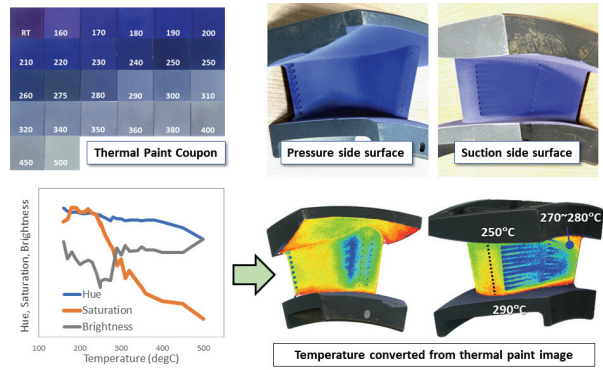 RT 160 170 180 190 200
210 220 230 240 250 250
260 275 280 290 300 310
320 340 350 360 380 400
450 500
Thermal Paint Coupon
Pressure side surface
Suction side surface
Hue, Saturation, Brightness
Hue
Saturation
Brightness
100 200 300 400 500
Temperature (degC)
250°C
270~280°C
290°C
Temperature converted from thermal paint image